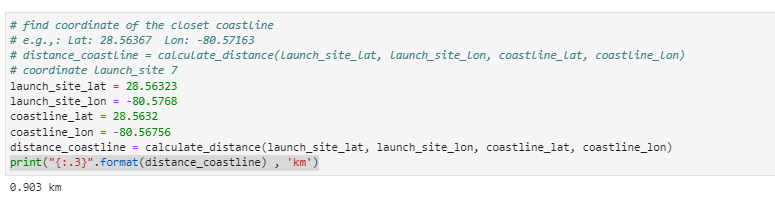 # find coordinate of the closet coastline
# e.g.,: Lat: 28.56367  Lon: -80.57163
# distance_coastline = calculate_distance(launch_site_lat, launch_site_lon, coastline_lat, coastline_lon)
# coordinate launch_site 7
launch_site_lat = 28.56323
launch_site_lon = -80.5768
coastline_lat = 28.5632
coastline_lon = -80.56756
distance_coastline = calculate_distance(launch_site_lat, launch_site_lon, coastline_lat, coastline_lon)
print("{:.3}".format(distance_coastline) , 'km')
0.903 km